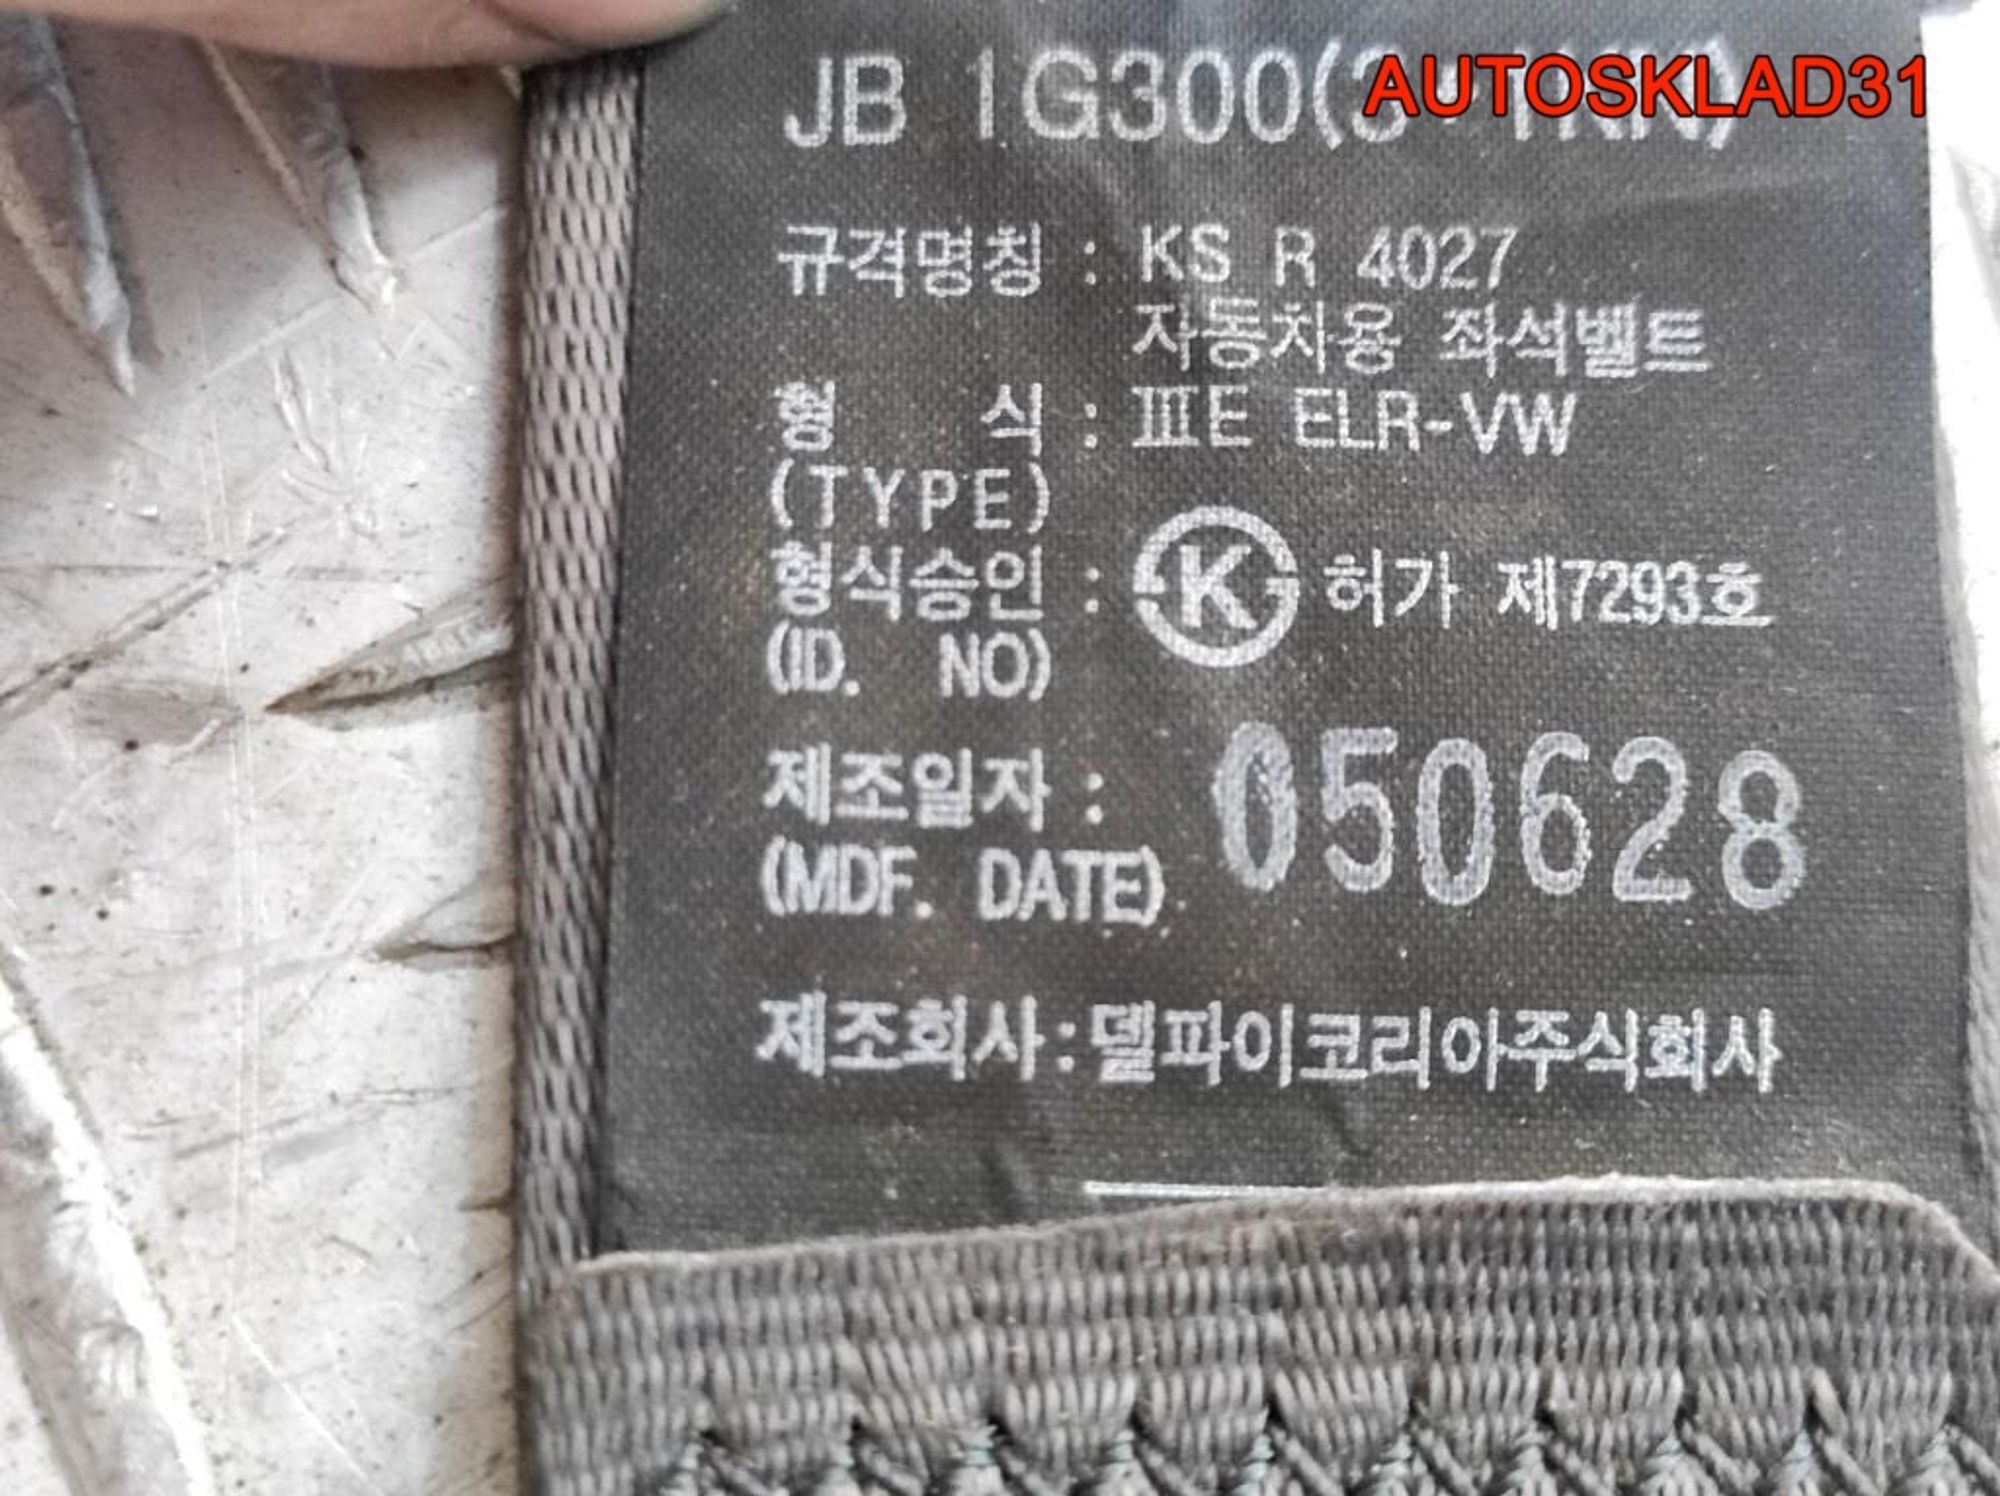 JB 1G300(3
AUTOSKLAD31
규격명칭 : KS R 4027
자동차용 좌석벨트
형 식 : ⅢE ELR-VW
(TYPE)
형식승인 : K 허가 제7293호
(ID. NO)
제조일자 : 050628
(MDF. DATE)
제조회사:델파이코리아주식회사